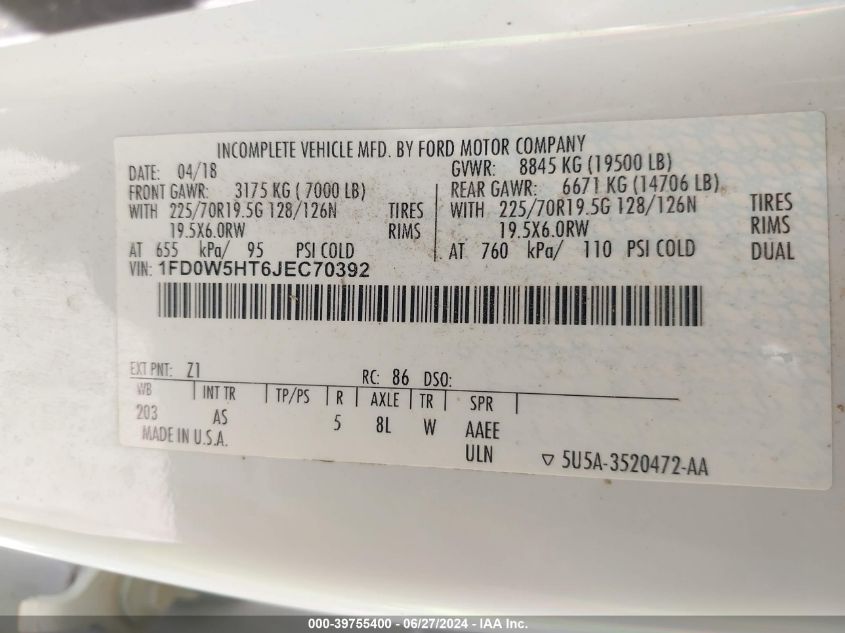 INCOMPLETE VEHICLE MFD. BY FORD MOTOR COMPANY
DATE: 04/18 GVWR: 8845 KG (19500 LB)
FRONT GAWR: 3175 KG ( 7000 LB) REAR GAWR: 6671 KG (14706 LB)
WITH 225/70R19.5G 128/126N TIRES WITH 225/70R19.5G 128/126N TIRES
19.5X6.0RW RIMS 19.5X6.0RW RIMS
AT 655 kPa/ 95 PSI COLD AT 760 kPa/ 110 PSI COLD DUAL
VIN: 1FD0W5HT6JEC70392
EXT PNT: Z1 RC: 86 DSO:
WB INT TR TP/PS R AXLE TR SPR
203 AS 5 8L W AAEE
MADE IN U.S.A. ULN ▽ 5U5A-3520472-AA
000-39755400 - 06/27/2024 - IAA Inc.